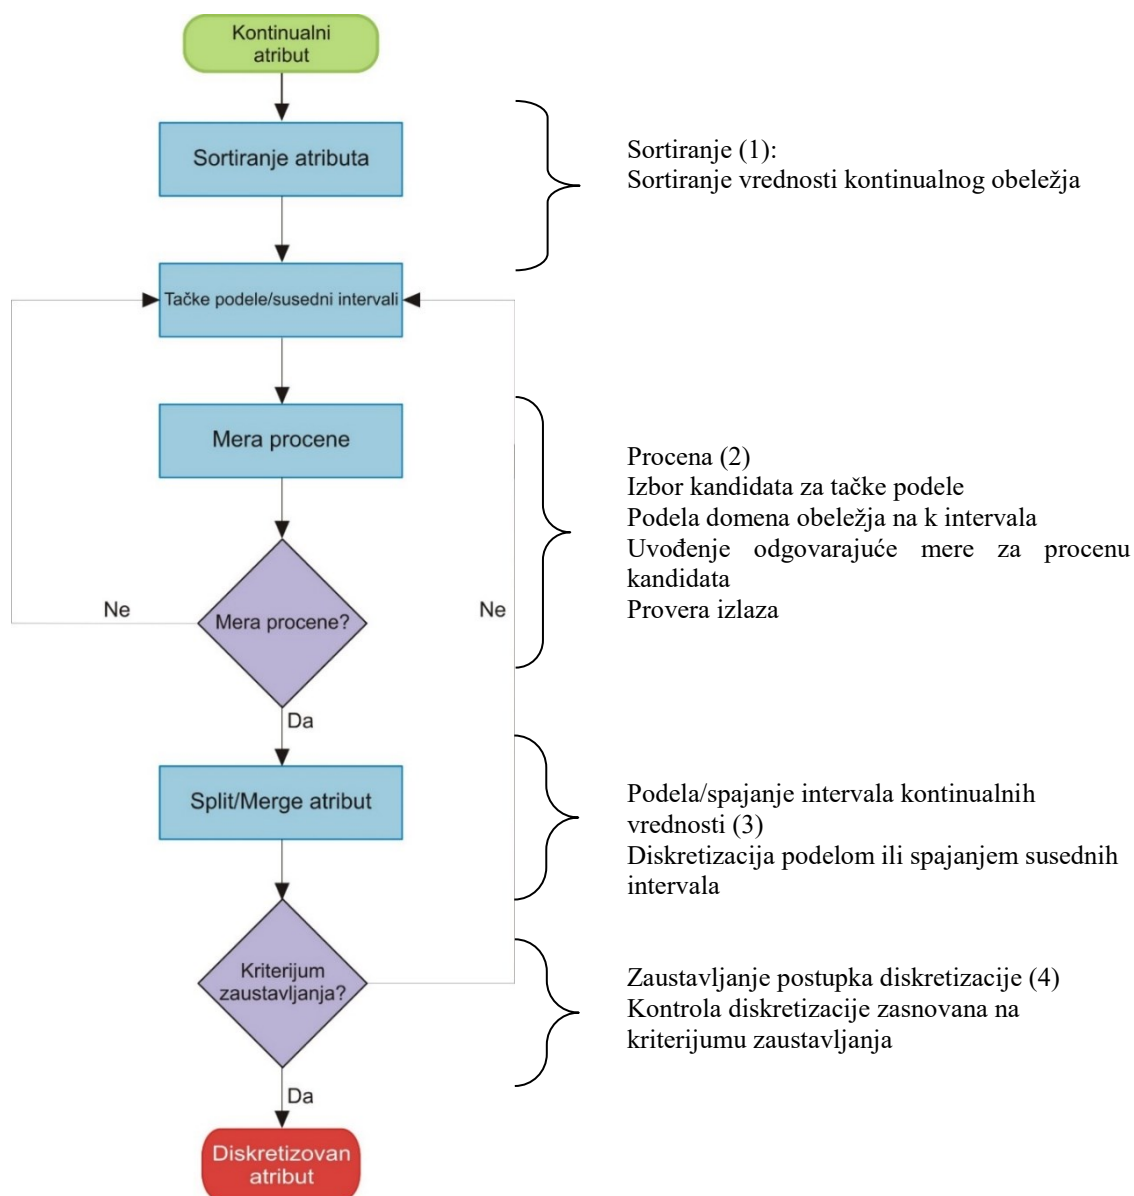 Kontinualni
atribut
Sortiranje atributa
Sortiranje (1):
Sortiranje vrednosti kontinualnog obeležja
Tačke podele/susedni intervali
Mera procene
Procena (2)
Izbor kandidata za tačke podele
Podela domena obeležja na k intervala
Uvođenje odgovarajuće mere za procenu
kandidata
Provera izlaza
Ne
Mera procene?
Ne
Da
Split/Merge atribut
Podela/spajanje intervala kontinualnih
vrednosti (3)
Diskretizacija podelom ili spajanjem susednih
intervala
Kriterijum
zaustavljanja?
Zaustavljanje postupka diskretizacije (4)
Kontrola diskretizacije zasnovana na
kriterijumu zaustavljanja
Da
Diskretizovan
atribut